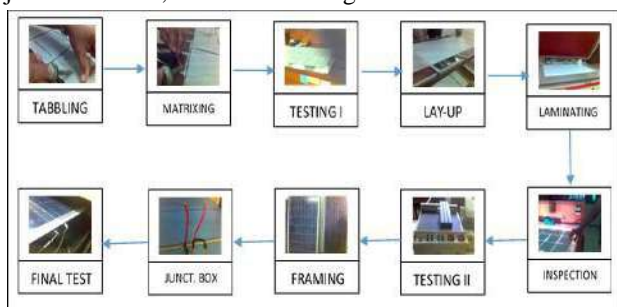 TABBLING
MATRIXING
TESTING I
LAY-UP
LAMINATING
FINAL TEST
JUNCT. BOX
FRAMING
TESTING II
INSPECTION